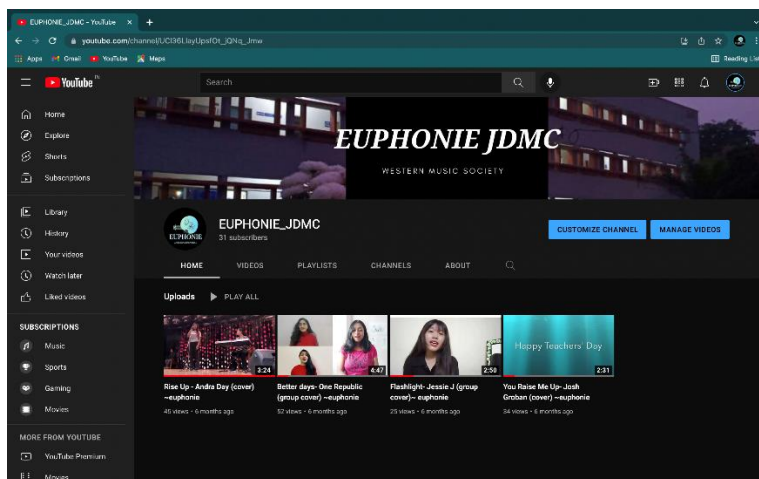 EUPHONIE_JDMC - YouTube
youtube.com/channel/UCI36LlayUpsfOt_jQNq_Jmw
Apps Gmail YouTube Maps Reading List
YouTube Search
EUPHONIE JDMC
WESTERN MUSIC SOCIETY
Home
Explore
Shorts
Subscriptions
Library
History
Your videos
Watch later
Liked videos
SUBSCRIPTIONS
Music
Sports
Gaming
Movies
MORE FROM YOUTUBE
YouTube Premium
Movies
EUPHONIE
EUPHONIE_JDMC
31 subscribers
CUSTOMIZE CHANNEL MANAGE VIDEOS
HOME VIDEOS PLAYLISTS CHANNELS ABOUT
Uploads PLAY ALL
3:24
Rise Up - Andra Day (cover)
~euphonie
45 views • 6 months ago
4:47
Better days- One Republic
(group cover) ~euphonie
52 views • 6 months ago
2:50
Flashlight- Jessie J (group
cover)~ euphonie
25 views • 6 months ago
Happy Teachers' Day
2:31
You Raise Me Up- Josh
Groban (cover) ~euphonie
34 views • 6 months ago